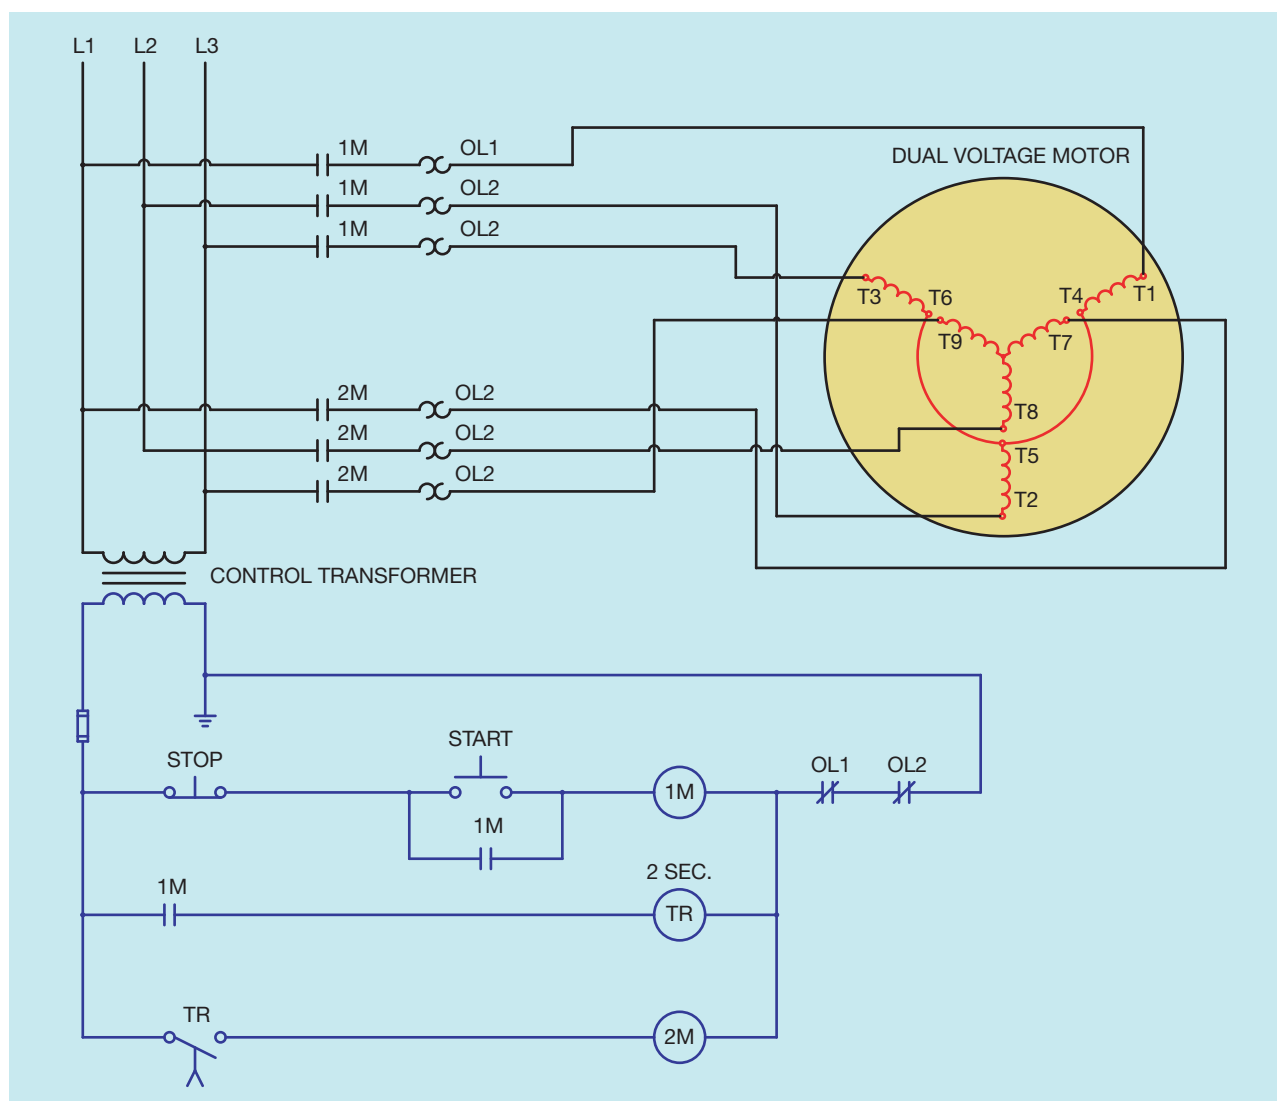 L1 L2 L3
1M OL1
DUAL VOLTAGE MOTOR
1M OL2
1M OL2
T3 T6 T4 T1
T9 T7
2M OL2
T8
2M OL2
T5
2M OL2
T2
CONTROL TRANSFORMER
START
STOP
OL1 OL2
1M
1M
2 SEC.
1M
TR
TR
2M